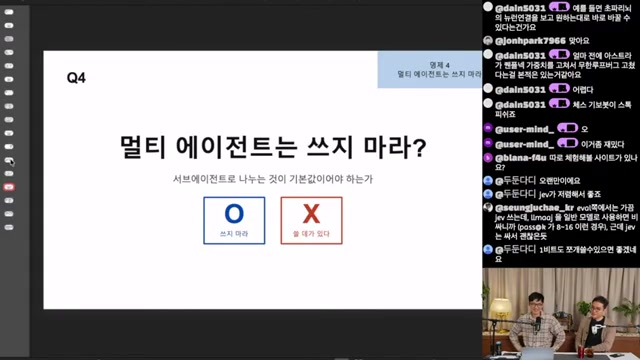 명제 4
멀티 에이전트는 쓰지 마라
Q4
멀티 에이전트는 쓰지 마라?
서브에이전트로 나누는 것이 기본값이어야 하는가
O
쓰지 마라
X
쓸 데가 있다
@dain5031 예를 들면 초파리뇌
의 뉴런연결을 보고 원하는대로 바로 바꿀 수
있다는건가요?
@jonhpark7966 맞아요
@dain5031 얼마 전에 아스트라
가 웬폴넥 가중치를 고쳐서 무한루프버그 고쳤
다는걸 본적은 있는거같아요
@dain5031 어렵다
@dain5031 체스 기보봇이 스톡
피쉬죠
@user-mind_ 오
@user-mind_ 이거좀 재밌다
@blana-f4u 따로 체험해볼 사이트가 있나
요?
@두둔다디 오랜만이에요
@두둔다디 jev가 저렴해서 좋죠
@seungjuchae_kr eval쪽에서는 가끔
jev 쓰는데, llmaaj 을 일반 모델로 사용하면 비
싸니까 (pass@k 가 8~16 이런 경우), 근데 jev
는 싸서 괜찮은듯
@두둔다디 1비트도 쪼개쓸수있으면 좋겠네
요